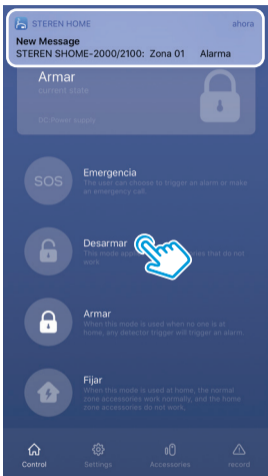 STEREN HOME ahora
New Message
STEREN SHOME-2000/2100: Zona 01 Alarma
Armar
current state
DC Power supply
SOS
Emergencia
The user can choose to trigger an alarm or make
an emergency call.
Desarmar
This mode app that do not
work
Armar
When this mode is used when no one is at
home, any detector trigger will trigger an alarm
Fijar
When this mode is used at home, the normal
zone accessories work normally, and the home
zone accessories do not work.
Control Settings Accessories record